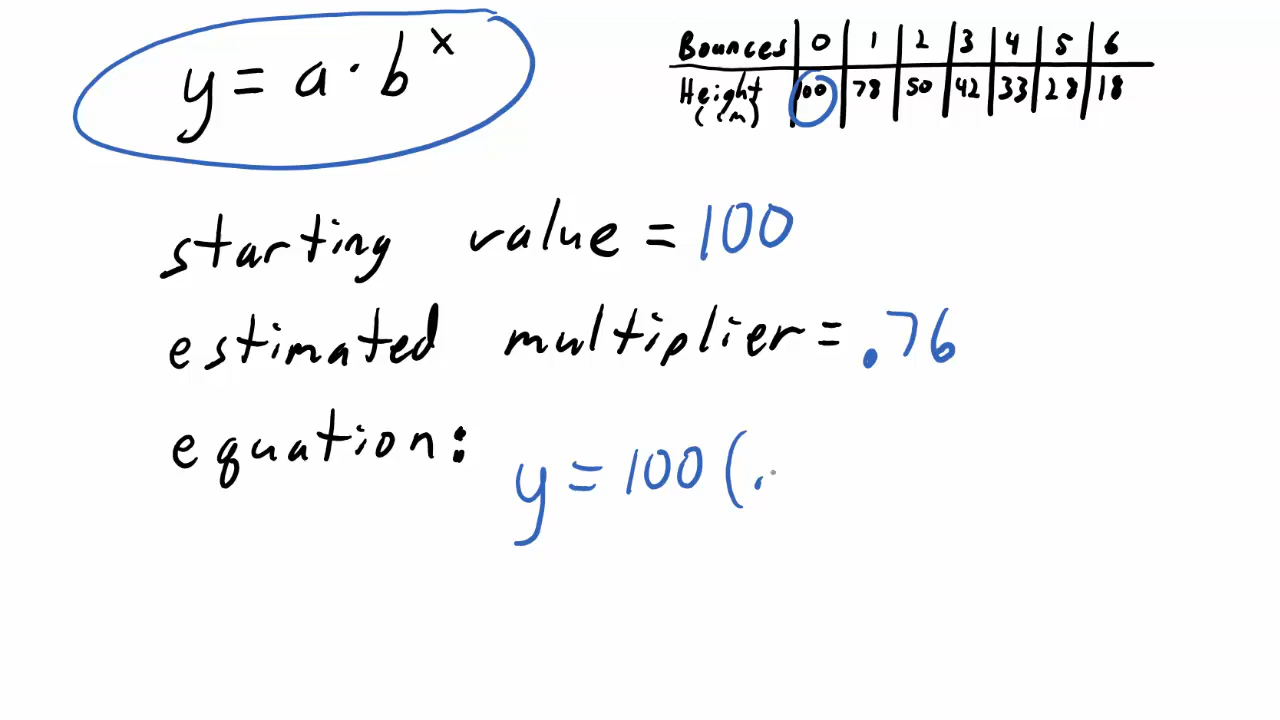 y = a · b^x
Bounces 0 1 2 3 4 5 6
Height 100 78 50 42 33 28 18
(cm)
starting value = 100
estimated multiplier = .76
equation: y = 100 (.